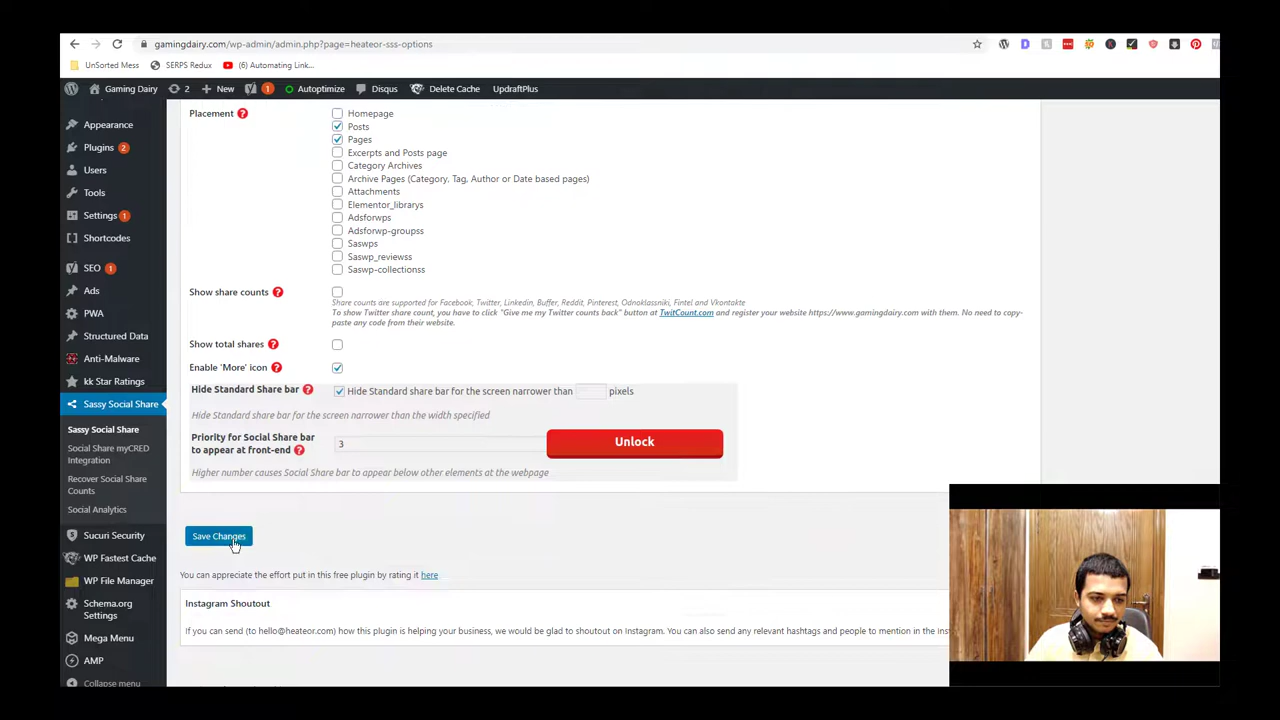 gamingdairy.com/wp-admin/admin.php?page=heateor-sss-options
UnSorted Mess
SERPS Redux
(6) Automating Link...
Gaming Dairy
2
New
1
Autoptimize
Disqus
Delete Cache
UpdraftPlus
Appearance
Plugins 2
Users
Tools
Settings 1
Shortcodes
SEO 1
Ads
PWA
Structured Data
Anti-Malware
kk Star Ratings
Sassy Social Share
Sassy Social Share
Social Share myCRED
Integration
Recover Social Share
Counts
Social Analytics
Sucuri Security
WP Fastest Cache
WP File Manager
Schema.org
Settings
Mega Menu
AMP
Collapse menu
Placement ?
Homepage
Posts
Pages
Excerpts and Posts page
Category Archives
Archive Pages (Category, Tag, Author or Date based pages)
Attachments
Elementor_librarys
Adsforwps
Adsforwp-groupss
Saswps
Saswp_reviewss
Saswp-collectionss
Show share counts ?
Share counts are supported for Facebook, Twitter, Linkedin, Buffer, Reddit, Pinterest, Odnoklassniki, Fintel and Vkontakte
To show Twitter share count, you have to click "Give me my Twitter counts back" button at TwitCount.com and register your website https://www.gamingdairy.com with them. No need to copy-
paste any code from their website.
Show total shares ?
Enable 'More' icon ?
Hide Standard Share bar ? Hide Standard share bar for the screen narrower than pixels
Hide Standard share bar for the screen narrower than the width specified
Priority for Social Share bar
to appear at front-end ?
3
Unlock
Higher number causes Social Share bar to appear below other elements at the webpage
Save Changes
You can appreciate the effort put in this free plugin by rating it here
Instagram Shoutout
If you can send (to hello@heateor.com) how this plugin is helping your business, we would be glad to shoutout on Instagram. You can also send any relevant hashtags and people to mention in the